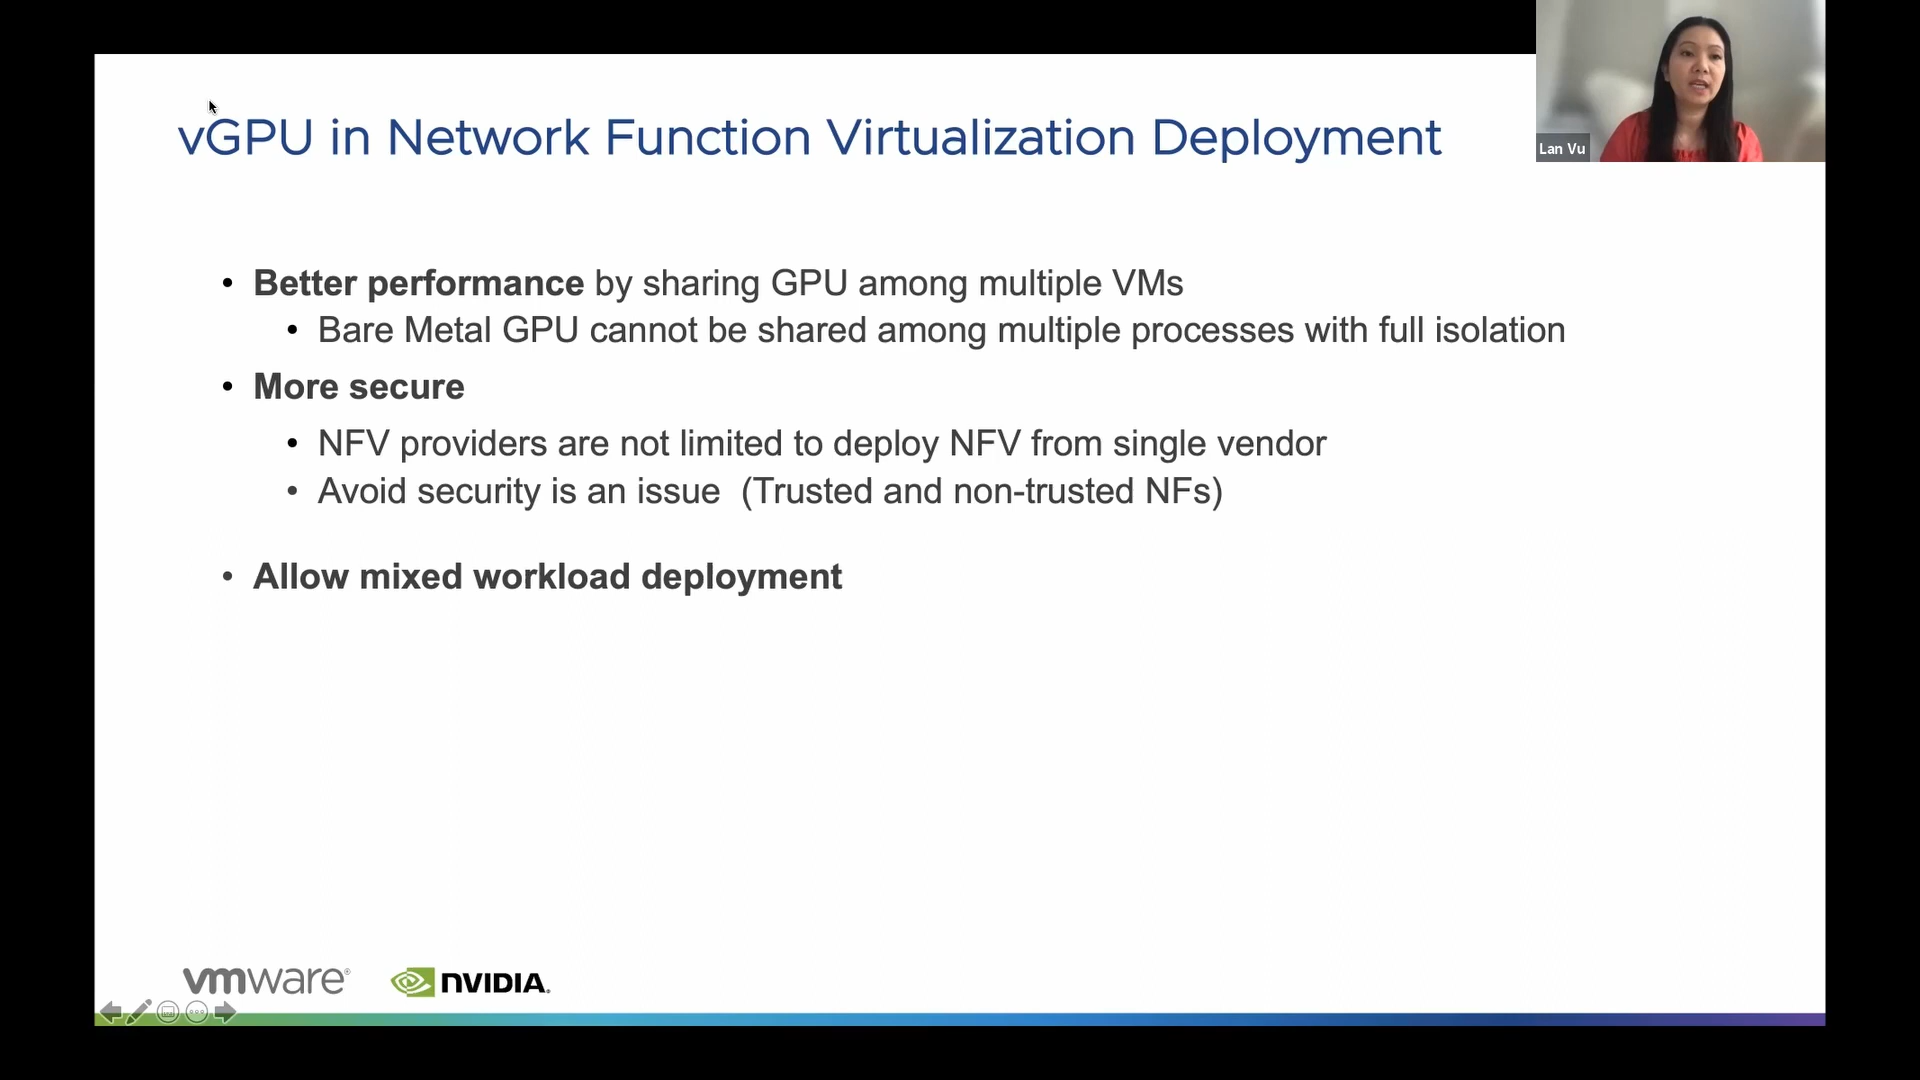 vGPU in Network Function Virtualization Deployment
Lan Vu
• Better performance by sharing GPU among multiple VMs
• Bare Metal GPU cannot be shared among multiple processes with full isolation
• More secure
• NFV providers are not limited to deploy NFV from single vendor
• Avoid security is an issue (Trusted and non-trusted NFs)
• Allow mixed workload deployment
vmware®
NVIDIA.